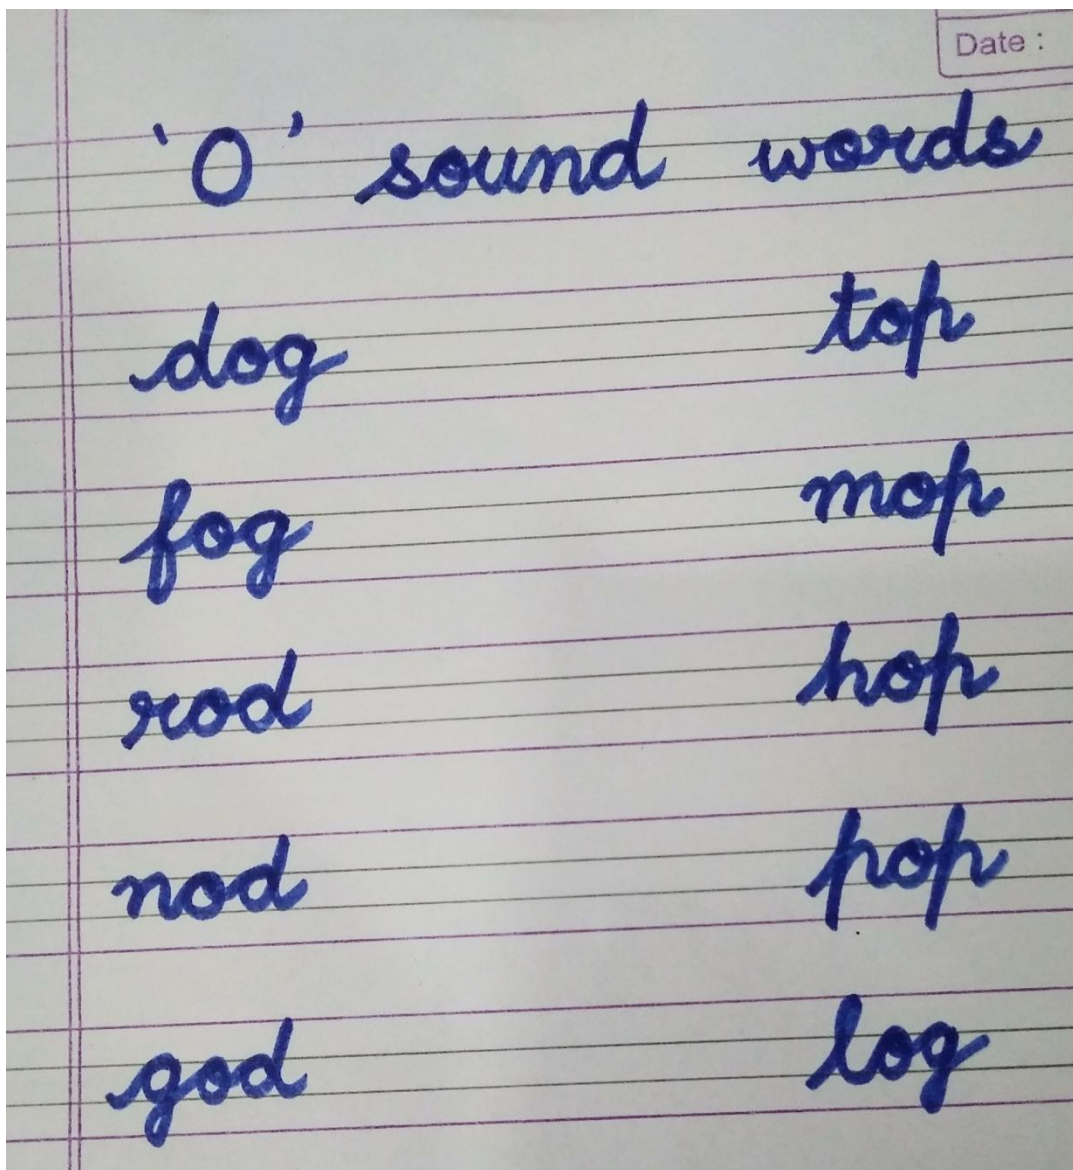 Date :
'O' sound words
dog top
fog mop
rod hop
nod pop
god log